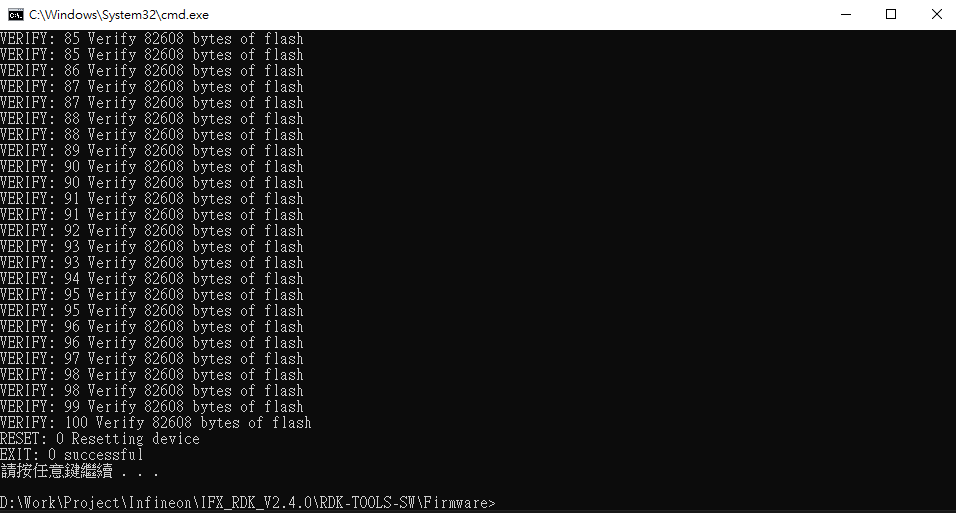 C:\Windows\System32\cmd.exe
VERIFY: 85 Verify 82608 bytes of flash
VERIFY: 85 Verify 82608 bytes of flash
VERIFY: 86 Verify 82608 bytes of flash
VERIFY: 87 Verify 82608 bytes of flash
VERIFY: 87 Verify 82608 bytes of flash
VERIFY: 88 Verify 82608 bytes of flash
VERIFY: 88 Verify 82608 bytes of flash
VERIFY: 89 Verify 82608 bytes of flash
VERIFY: 90 Verify 82608 bytes of flash
VERIFY: 90 Verify 82608 bytes of flash
VERIFY: 91 Verify 82608 bytes of flash
VERIFY: 91 Verify 82608 bytes of flash
VERIFY: 92 Verify 82608 bytes of flash
VERIFY: 93 Verify 82608 bytes of flash
VERIFY: 93 Verify 82608 bytes of flash
VERIFY: 94 Verify 82608 bytes of flash
VERIFY: 95 Verify 82608 bytes of flash
VERIFY: 95 Verify 82608 bytes of flash
VERIFY: 96 Verify 82608 bytes of flash
VERIFY: 96 Verify 82608 bytes of flash
VERIFY: 97 Verify 82608 bytes of flash
VERIFY: 98 Verify 82608 bytes of flash
VERIFY: 98 Verify 82608 bytes of flash
VERIFY: 99 Verify 82608 bytes of flash
VERIFY: 100 Verify 82608 bytes of flash
RESET: 0 Resetting device
EXIT: 0 successful
請按任意鍵繼續 . . .
D:\Work\Project\Infineon\IFX_RDK_V2.4.0\RDK-TOOLS-SW\Firmware>